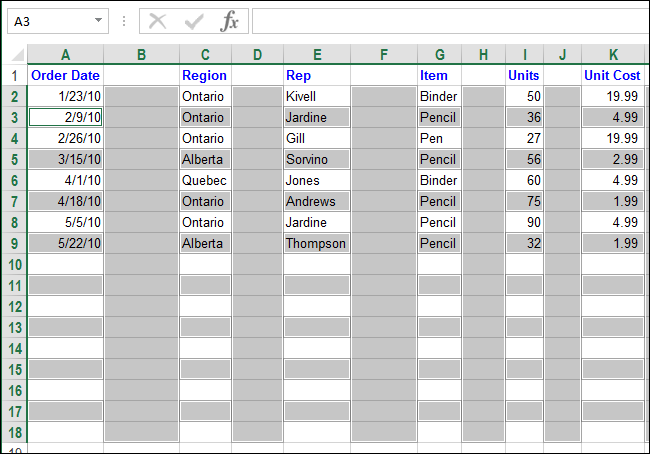 A3 fx
A B C D E F G H I J K
1 Order Date Region Rep Item Units Unit Cost
2 1/23/10 Ontario Kivell Binder 50 19.99
3 2/9/10 Ontario Jardine Pencil 36 4.99
4 2/26/10 Ontario Gill Pen 27 19.99
5 3/15/10 Alberta Sorvino Pencil 56 2.99
6 4/1/10 Quebec Jones Binder 60 4.99
7 4/18/10 Ontario Andrews Pencil 75 1.99
8 5/5/10 Ontario Jardine Pencil 90 4.99
9 5/22/10 Alberta Thompson Pencil 32 1.99
10
11
12
13
14
15
16
17
18
19